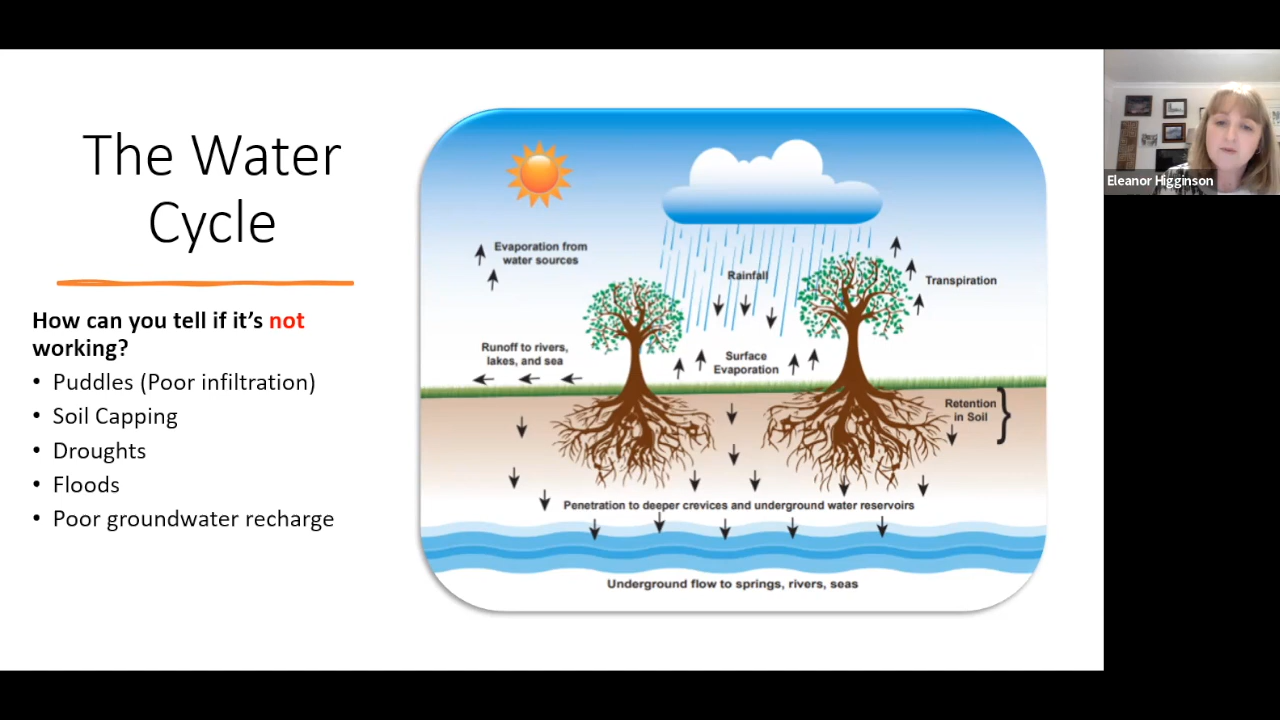 The Water
Cycle
How can you tell if it's not
working?
• Puddles (Poor infiltration)
• Soil Capping
• Droughts
• Floods
• Poor groundwater recharge
Evaporation from
water sources
Rainfall
Transpiration
Runoff to rivers,
lakes, and sea
Surface
Evaporation
Retention
in Soil
Penetration to deeper crevices and underground water reservoirs
Underground flow to springs, rivers, seas
Eleanor Higginson